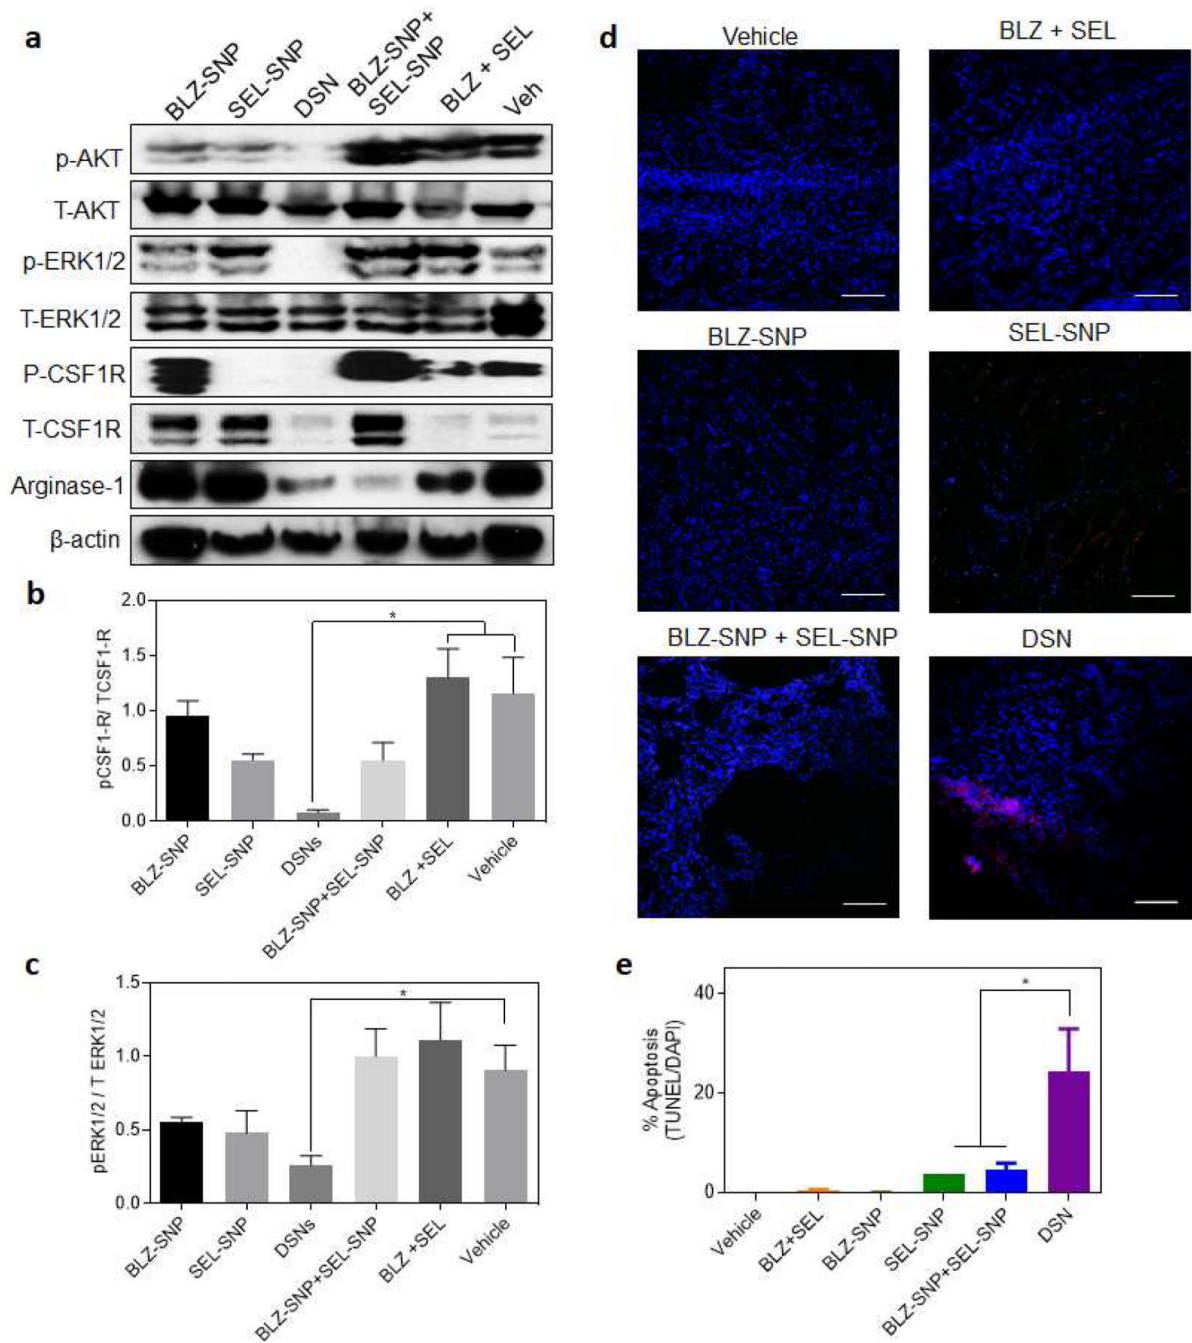 a
BLZ-SNP
SEL-SNP
DSN
BLZ-SNP+
SEL-SNP
BLZ + SEL
Veh
p-AKT
T-AKT
p-ERK1/2
T-ERK1/2
P-CSF1R
T-CSF1R
Arginase-1
β-actin
b
pCSF1-R/ TCSF1-R
2.0
1.5
1.0
0.5
0.0
*
BLZ-SNP
SEL-SNP
DSNs
BLZ-SNP+SEL-SNP
BLZ +SEL
Vehicle
c
pERK1/2 / T ERK1/2
1.5
1.0
0.5
0.0
*
BLZ-SNP
SEL-SNP
DSNs
BLZ-SNP+SEL-SNP
BLZ +SEL
Vehicle
d
Vehicle
BLZ + SEL
BLZ-SNP
SEL-SNP
BLZ-SNP + SEL-SNP
DSN
e
% Apoptosis
(TUNEL/DAPI)
40
20
0
*
Vehicle
BLZ+SEL
BLZ-SNP
SEL-SNP
BLZ-SNP+SEL-SNP
DSN